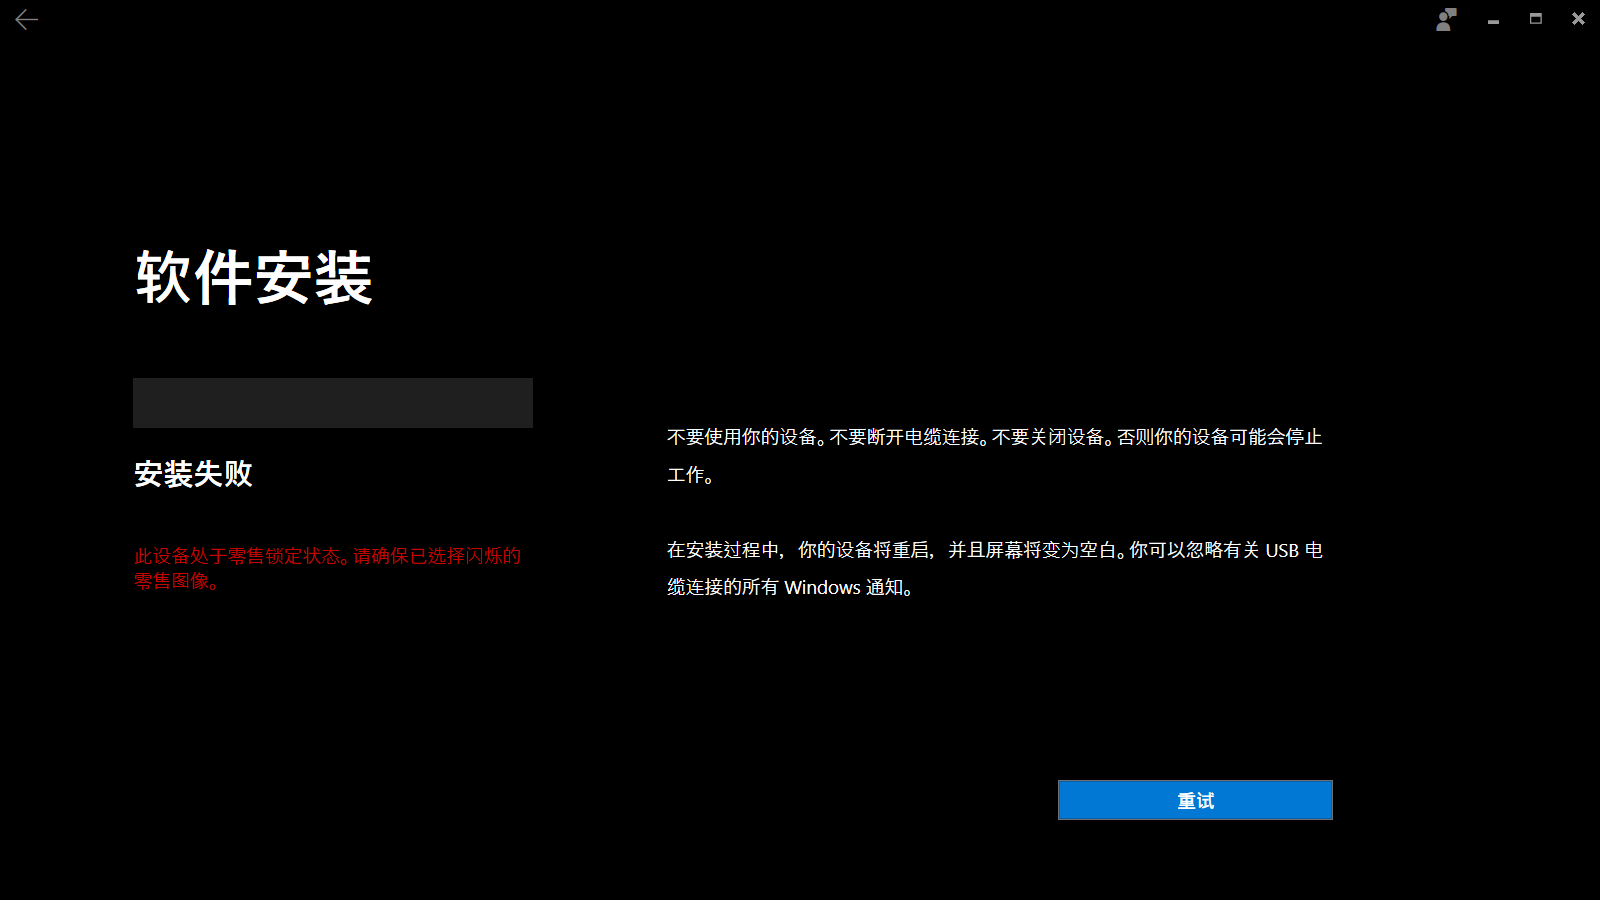 软件安装
安装失败
此设备处于零售锁定状态。请确保已选择闪烁的
零售图像。
不要使用你的设备。不要断开电缆连接。不要关闭设备。否则你的设备可能会停止
工作。
在安装过程中，你的设备将重启，并且屏幕将变为空白。你可以忽略有关 USB 电
缆连接的所有 Windows 通知。
重试